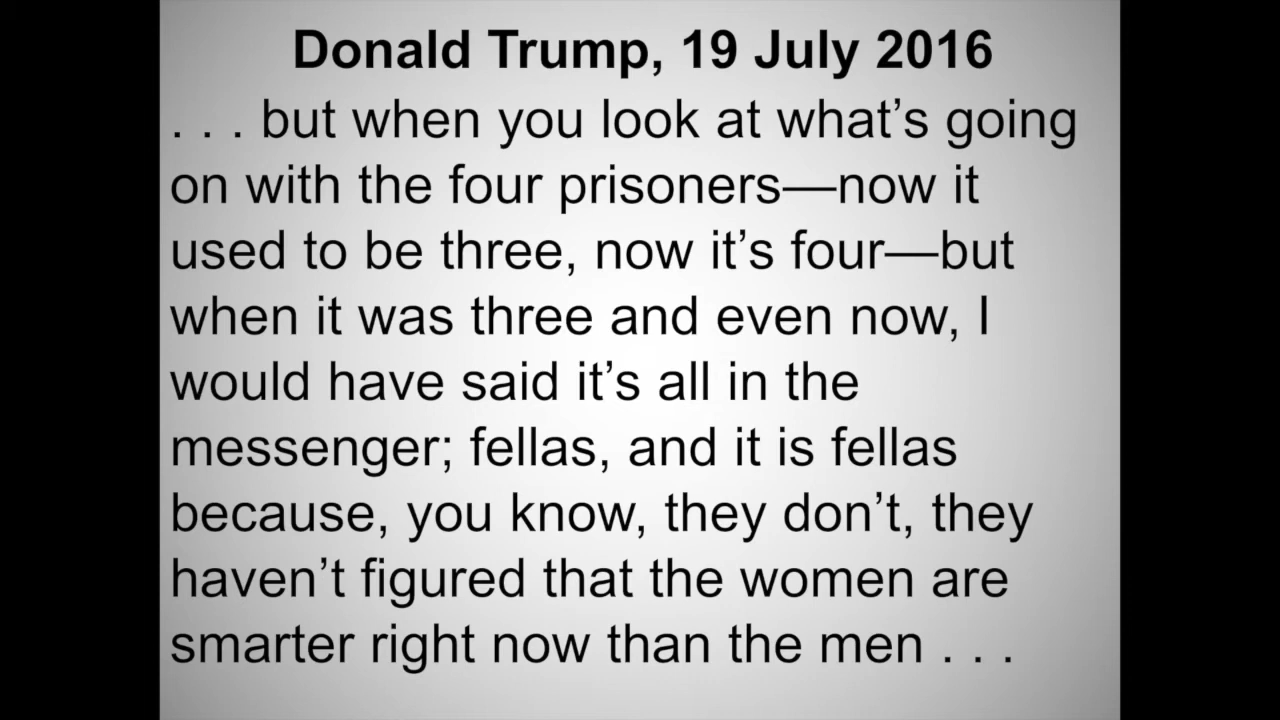 Donald Trump, 19 July 2016
. . . but when you look at what’s going
on with the four prisoners—now it
used to be three, now it’s four—but
when it was three and even now, I
would have said it’s all in the
messenger; fellas, and it is fellas
because, you know, they don’t, they
haven’t figured that the women are
smarter right now than the men . . .